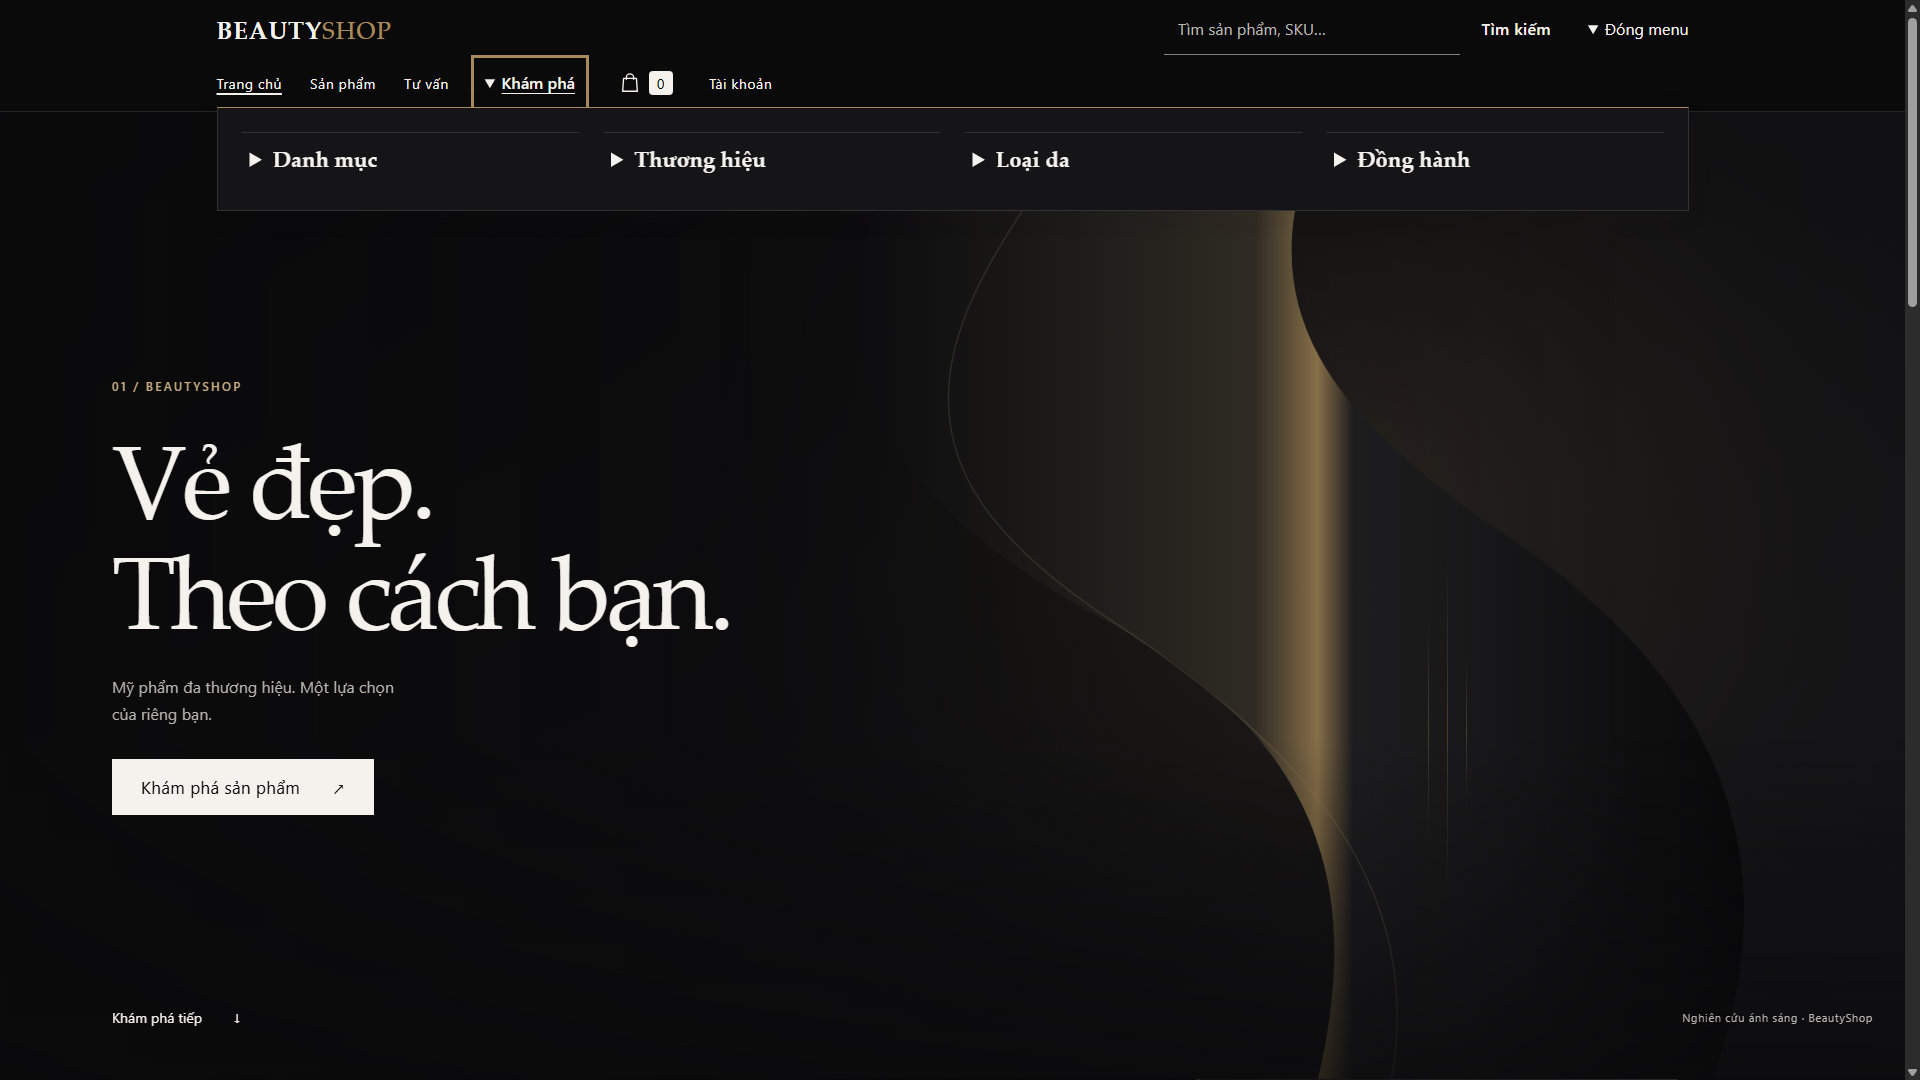 BEAUTYSHOP
Tìm sản phẩm, SKU...
Tìm kiếm
▼ Đóng menu
Trang chủ
Sản phẩm
Tư vấn
▼ Khám phá
0
Tài khoản
▶ Danh mục
▶ Thương hiệu
▶ Loại da
▶ Đồng hành
01 / BEAUTYSHOP
Vẻ đẹp.
Theo cách bạn.
Mỹ phẩm đa thương hiệu. Một lựa chọn
của riêng bạn.
Khám phá sản phẩm ↗
Khám phá tiếp ↓
Nghiên cứu ánh sáng · BeautyShop